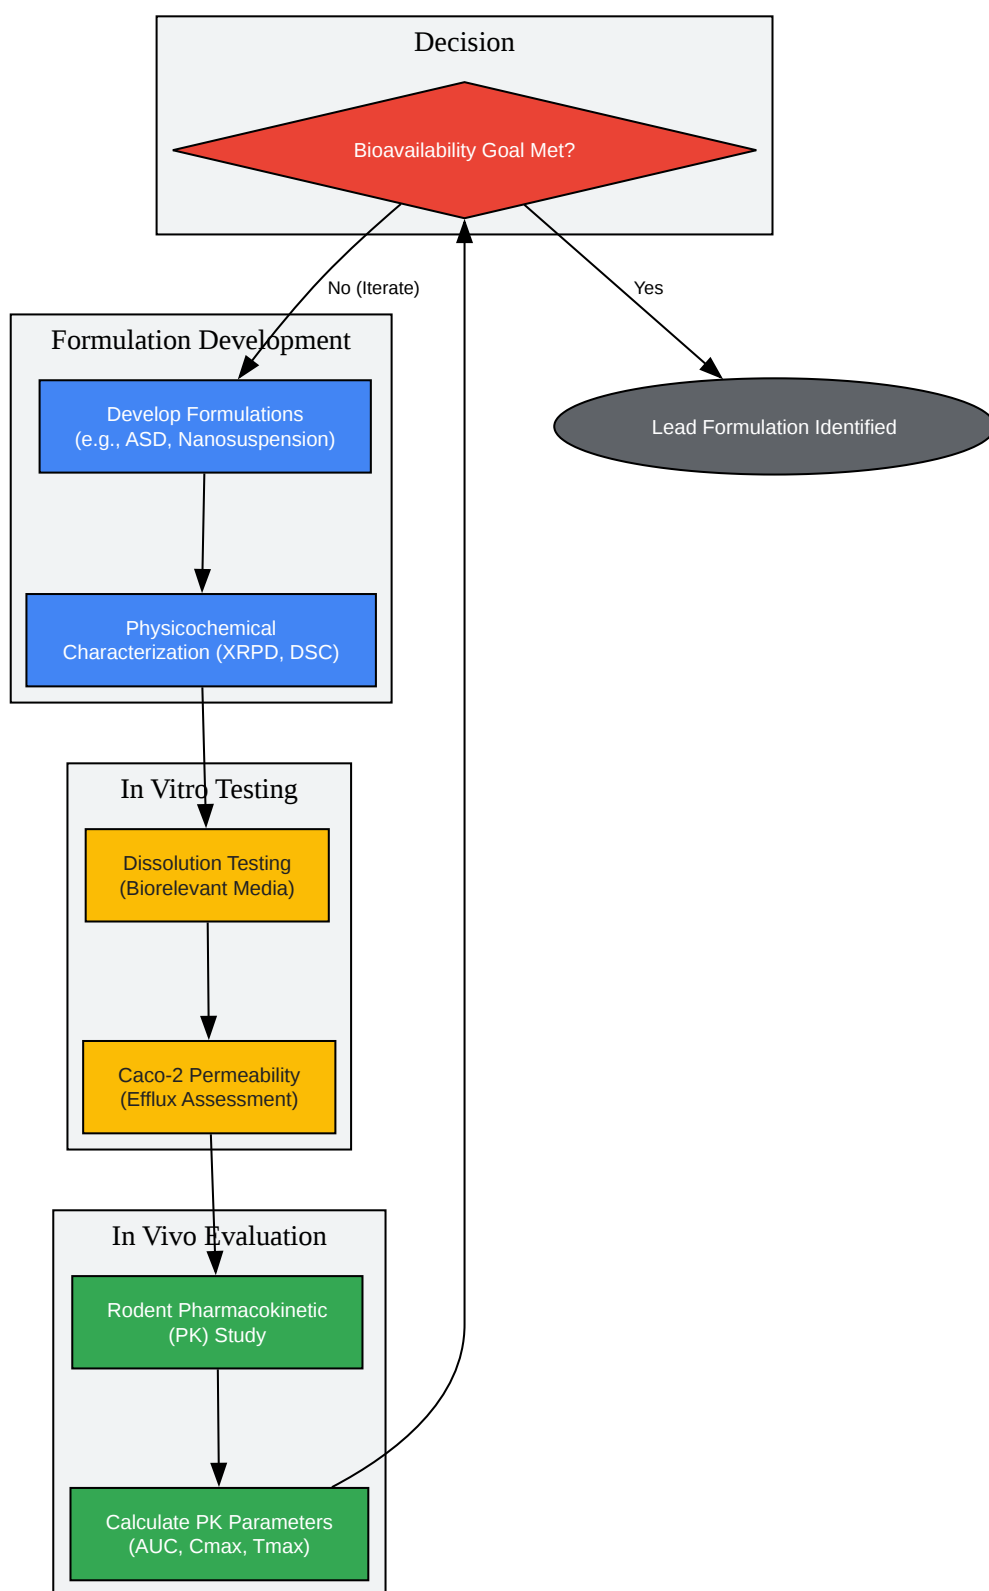 Decision
Bioavailability Goal Met?
No (Iterate)
Yes
Formulation Development
Develop Formulations
(e.g., ASD, Nanosuspension)
Lead Formulation Identified
Physicochemical
Characterization (XRPD, DSC)
In Vitro Testing
Dissolution Testing
(Biorelevant Media)
Caco-2 Permeability
(Efflux Assessment)
In Vivo Evaluation
Rodent Pharmacokinetic
(PK) Study
Calculate PK Parameters
(AUC, Cmax, Tmax)